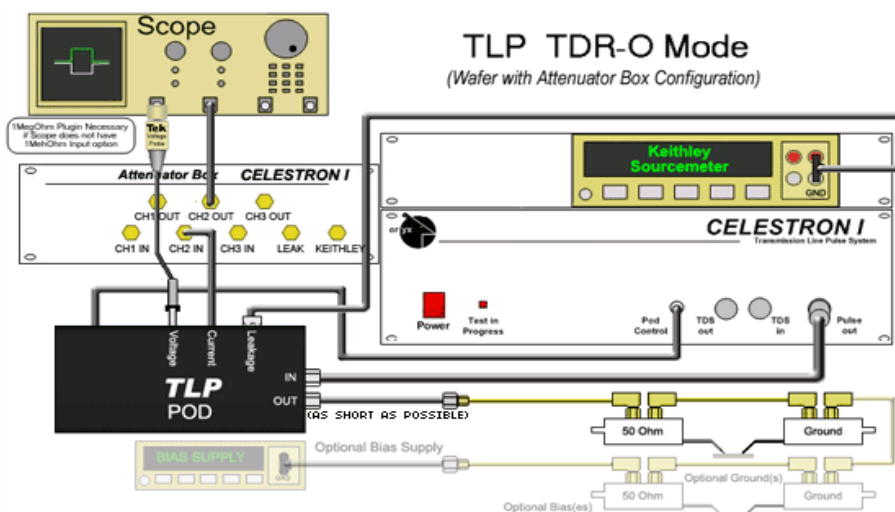 Scope
TLP TDR-O Mode
(Wafer with Attenuator Box Configuration)
1MegOhm Plugin Necessary
if Scope does not have
1MehOhm Input option
Tek
Voltage
Probe
Keithley
Sourcemeter
GND
Attenuator Box CELESTRON I
CH1 OUT CH2 OUT CH3 OUT
CH1 IN CH2 IN CH3 IN LEAK KEITHLEY
oryx
CELESTRON I
Transmission Line Pulse System
Power
Test in
Progress
Pod
Control
TDS
out
TDS
in
Pulse
out
Voltage
Current
Leakage
TLP
POD
IN
OUT
(AS SHORT AS POSSIBLE)
50 Ohm
Ground
BIAS SUPPLY
GND
Optional Bias Supply
Optional Ground(s)
50 Ohm
Ground
Optional Bias(es)